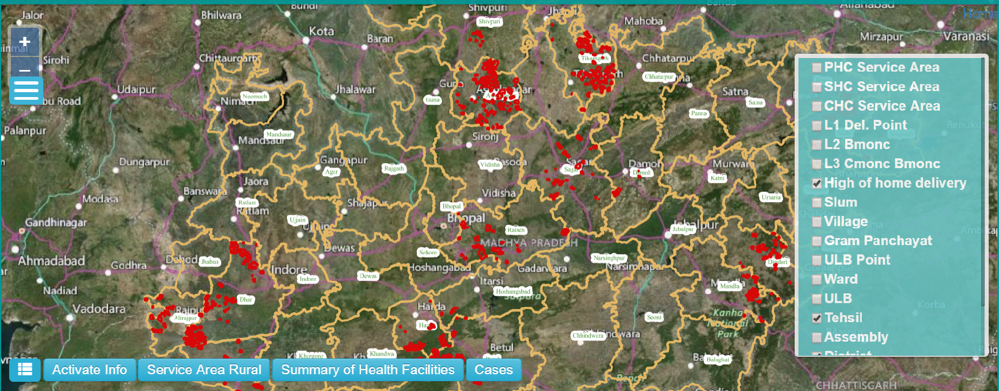 Bundi
Shivpuri
Allahabad
Jalor
Bhilwara
Home
Shivpuri
Mahoba
Kota
Baran
Mirzapur
Varanasi
+
Sirohi
Chittaurgarh
Tikamgarh
Chhatarpur
PHC Service Area
−
Chhatarpur
Udaipur
Jhalawar
Guna
SHC Service Area
Satna
Abu Road
Nimach
Neemuch
Guna
Satna
CHC Service Area
Panna
L1 Del. Point
Palanpur
Mandsaur
Mandsaur
Sironj
L2 Bmonc
Dungarpur
Gangapur
Agar
Rajgarh
Vidisha
Basoda
Sagar
Sagar
Damoh
Damoh
Murwara
Katni
L3 Cmonc Bmonc
Jaora
High of home delivery
Banswara
Vidisha
Umaria
Modasa
Ratlam
Ratlam
Shajapur
Bhopal
Slum
Gandhinagar
Ujjain
Ujjain
Bhopal
Raisen
Jabalpur
Jabalpur
Village
MADHYA PRADESH
Gram Panchayat
Ahmadabad
Godhra
Dahod
Jhabua
Dewas
Sehore
Narsinghpur
Dindori
ULB Point
Indore
Indore
Dewas
Hoshangabad
Gadarwara
Narsimhapur
Ward
Nadiad
Itarsi
Hoshangabad
Satpura
Mandla
Mandla
ULB
Vadodara
Dhar
Rajpur
Alirajpur
Harda
Seoni
Kanha
National
Park
Korba
Tehsil
Chhindwara
Chhindwara
Assembly
Betul
Khargone
Khandwa
Balaghat
District
Activate Info
Service Area Rural
Summary of Health Facilities
Cases
CHHATTISGARH